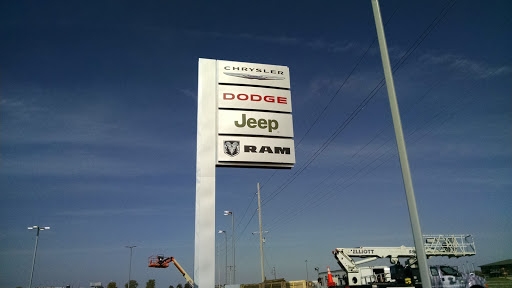 CHRYSLER
DODGE
Jeep
RAM
ELLIOTT